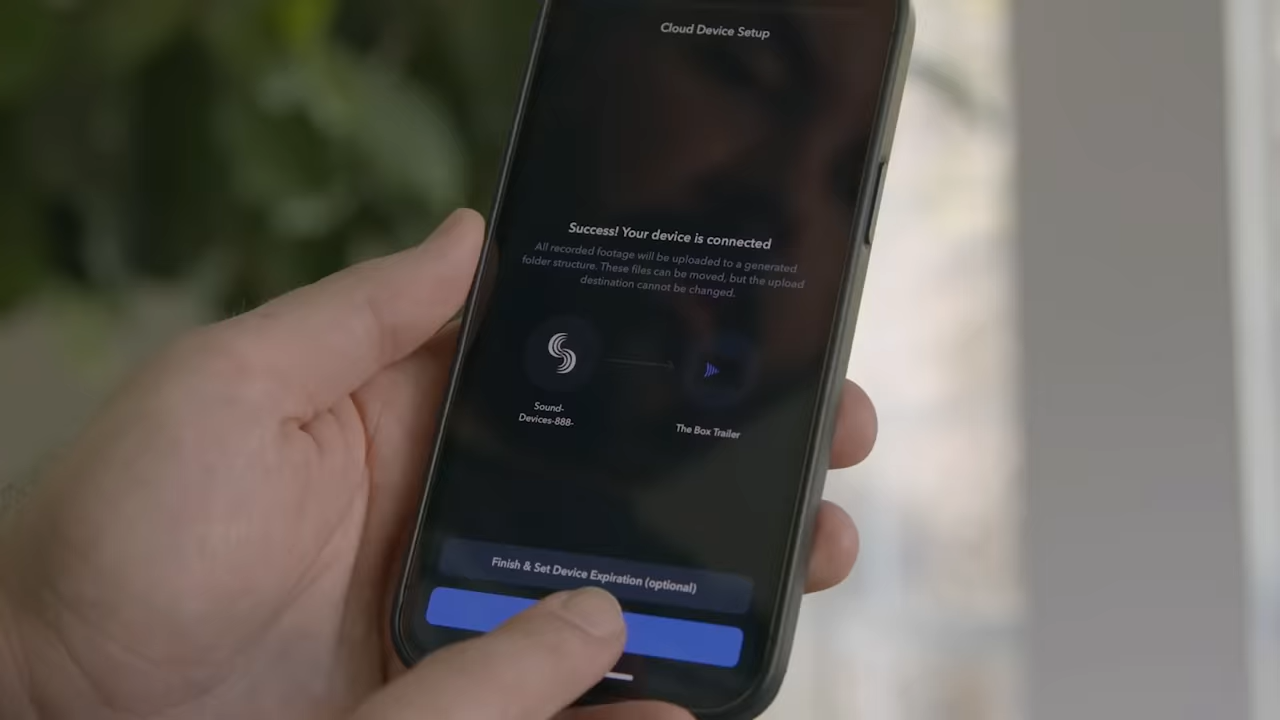 Cloud Device Setup
Success! Your device is connected
All recorded footage will be uploaded to a generated
folder structure. These files can be moved, but the upload
destination cannot be changed.
Sound-
Devices-888-
The Box Trailer
Finish & Set Device Expiration (optional)